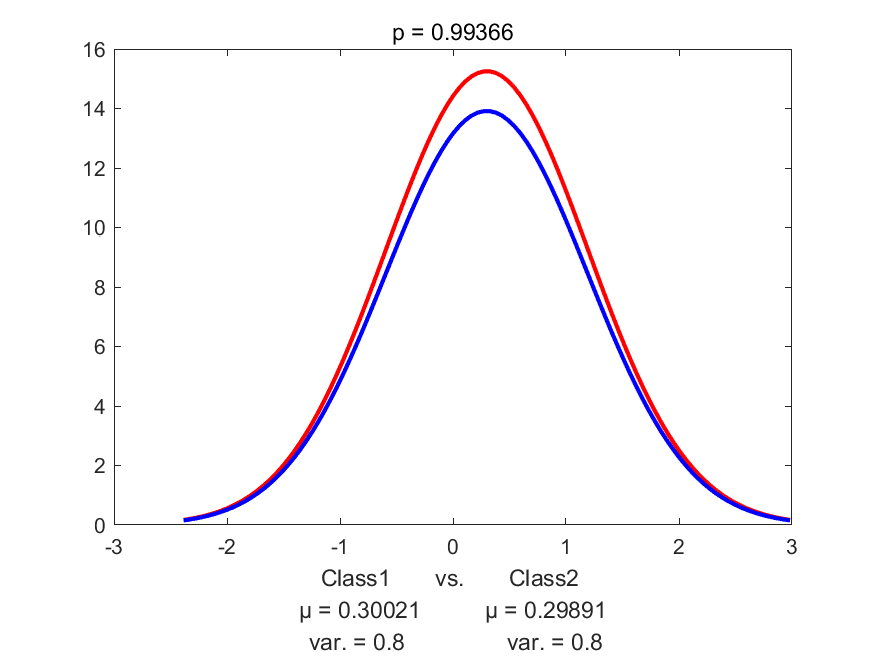 p = 0.99366
16
14
12
10
8
6
4
2
0
-3 -2 -1 0 1 2 3
Class1 vs. Class2
μ = 0.30021 μ = 0.29891
var. = 0.8 var. = 0.8